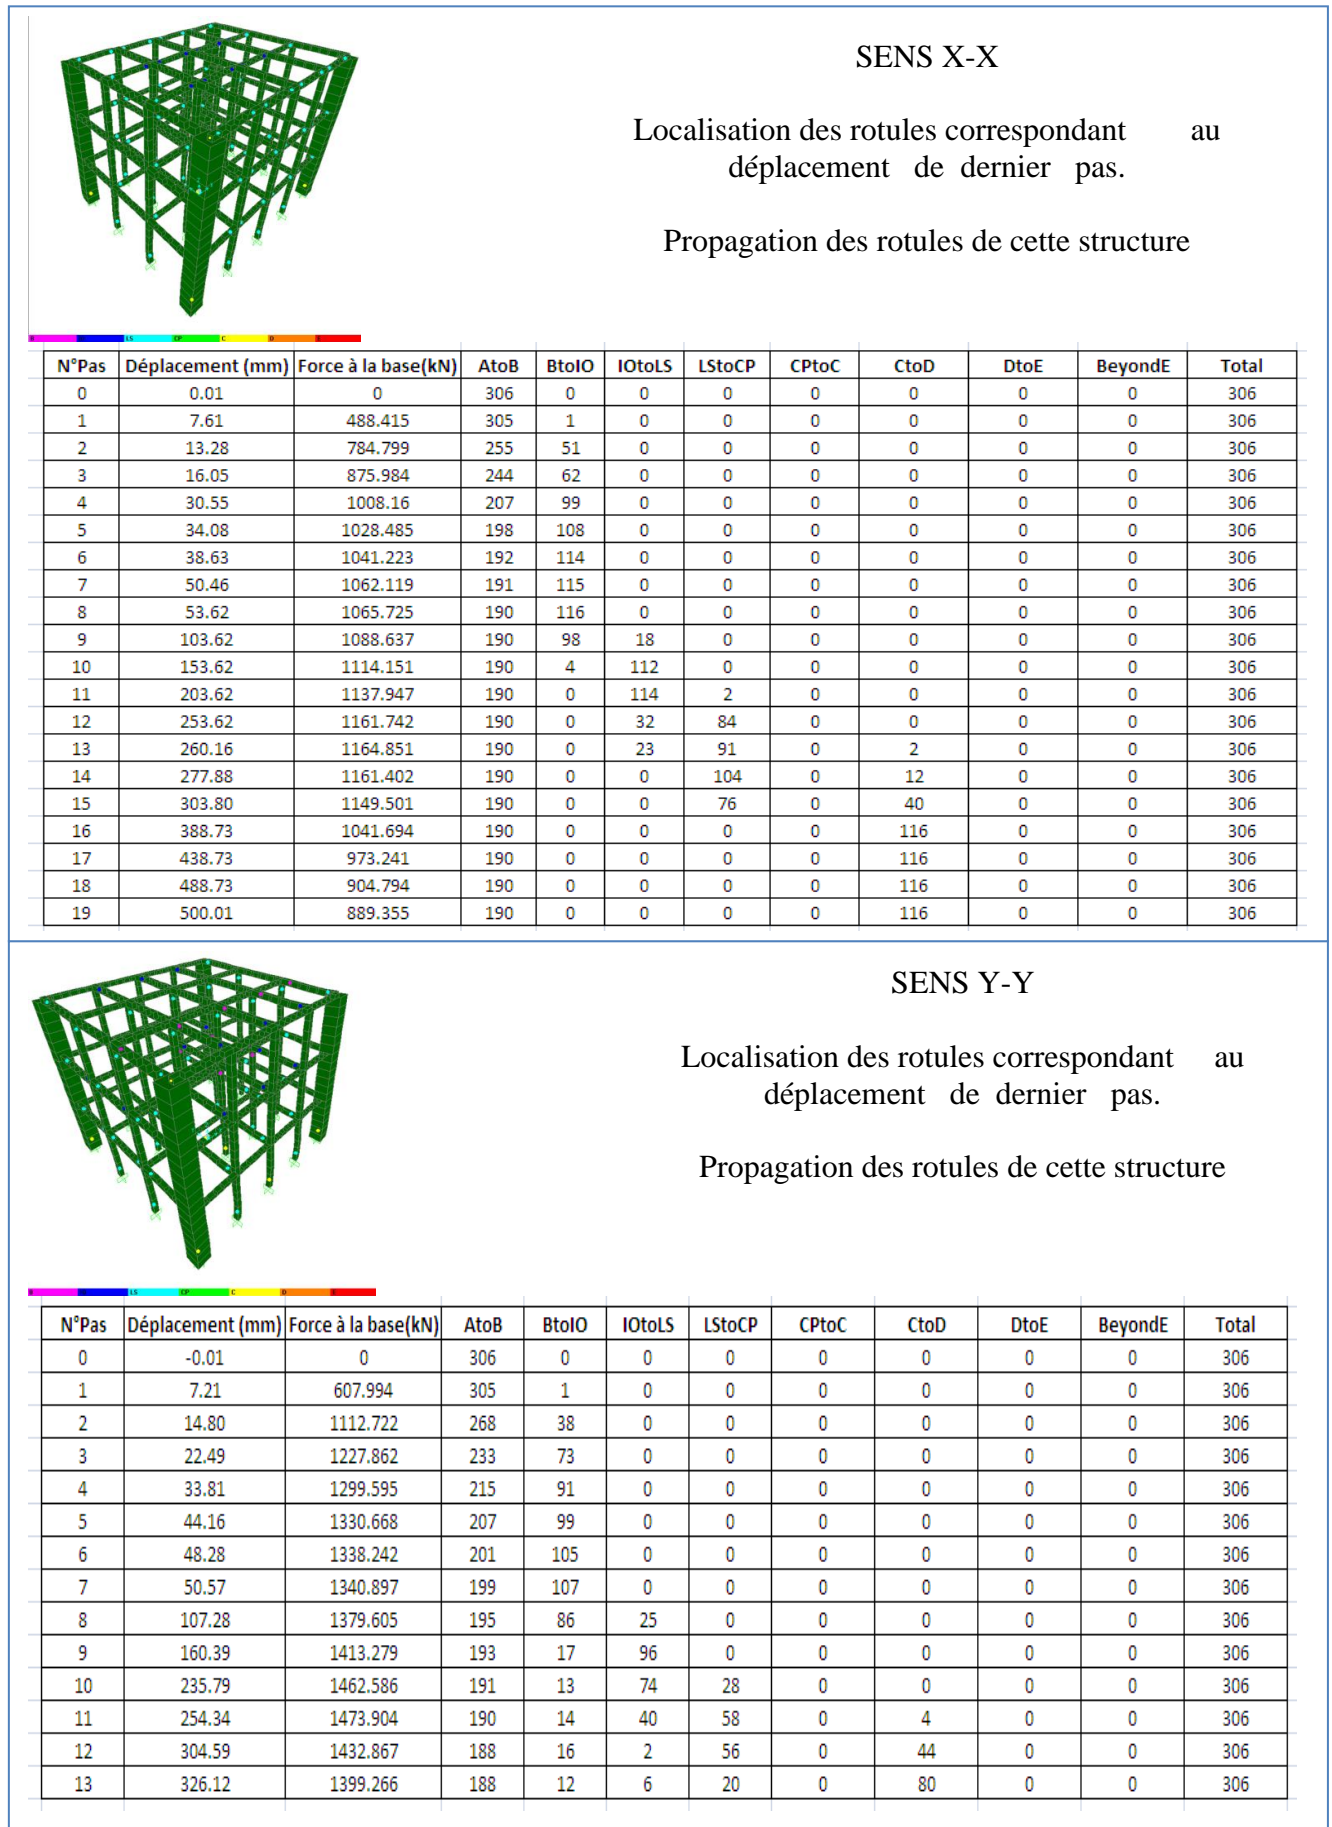 SENS X-X
Localisation des rotules correspondant au
déplacement de dernier pas.
Propagation des rotules de cette structure
LS CP C D
N°Pas Déplacement (mm) Force à la base(kN) AtoB BtoIO IOtoLS LStoCP CPtoC CtoD DtoE BeyondE Total
0 0.01 0 306 0 0 0 0 0 0 0 306
1 7.61 488.415 305 1 0 0 0 0 0 0 306
2 13.28 784.799 255 51 0 0 0 0 0 0 306
3 16.05 875.984 244 62 0 0 0 0 0 0 306
4 30.55 1008.16 207 99 0 0 0 0 0 0 306
5 34.08 1028.485 198 108 0 0 0 0 0 0 306
6 38.63 1041.223 192 114 0 0 0 0 0 0 306
7 50.46 1062.119 191 115 0 0 0 0 0 0 306
8 53.62 1065.725 190 116 0 0 0 0 0 0 306
9 103.62 1088.637 190 98 18 0 0 0 0 0 306
10 153.62 1114.151 190 4 112 0 0 0 0 0 306
11 203.62 1137.947 190 0 114 2 0 0 0 0 306
12 253.62 1161.742 190 0 32 84 0 0 0 0 306
13 260.16 1164.851 190 0 23 91 0 2 0 0 306
14 277.88 1161.402 190 0 0 104 0 12 0 0 306
15 303.80 1149.501 190 0 0 76 0 40 0 0 306
16 388.73 1041.694 190 0 0 0 0 116 0 0 306
17 438.73 973.241 190 0 0 0 0 116 0 0 306
18 488.73 904.794 190 0 0 0 0 116 0 0 306
19 500.01 889.355 190 0 0 0 0 116 0 0 306
SENS Y-Y
Localisation des rotules correspondant au
déplacement de dernier pas.
Propagation des rotules de cette structure
LS CP C D
N°Pas Déplacement (mm) Force à la base(kN) AtoB BtoIO IOtoLS LStoCP CPtoC CtoD DtoE BeyondE Total
0 -0.01 0 306 0 0 0 0 0 0 0 306
1 7.21 607.994 305 1 0 0 0 0 0 0 306
2 14.80 1112.722 268 38 0 0 0 0 0 0 306
3 22.49 1227.862 233 73 0 0 0 0 0 0 306
4 33.81 1299.595 215 91 0 0 0 0 0 0 306
5 44.16 1330.668 207 99 0 0 0 0 0 0 306
6 48.28 1338.242 201 105 0 0 0 0 0 0 306
7 50.57 1340.897 199 107 0 0 0 0 0 0 306
8 107.28 1379.605 195 86 25 0 0 0 0 0 306
9 160.39 1413.279 193 17 96 0 0 0 0 0 306
10 235.79 1462.586 191 13 74 28 0 0 0 0 306
11 254.34 1473.904 190 14 40 58 0 4 0 0 306
12 304.59 1432.867 188 16 2 56 0 44 0 0 306
13 326.12 1399.266 188 12 6 20 0 80 0 0 306